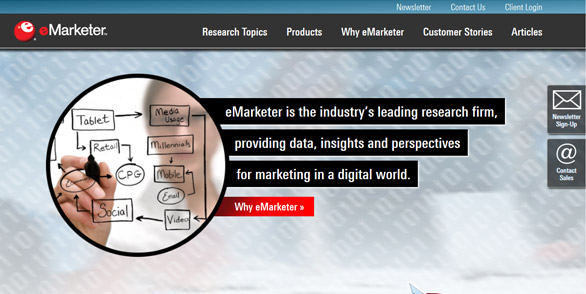 Newsletter Contact Us Client Login
eMarketer.
Research Topics Products Why eMarketer Customer Stories Articles
Tablet
Media
Usage
Retail
Millennials
CPG
Mobile
Email
Social
Video
eMarketer is the industry's leading research firm,
providing data, insights and perspectives
for marketing in a digital world.
Why eMarketer »
Newsletter
Sign-Up
@
Contact
Sales